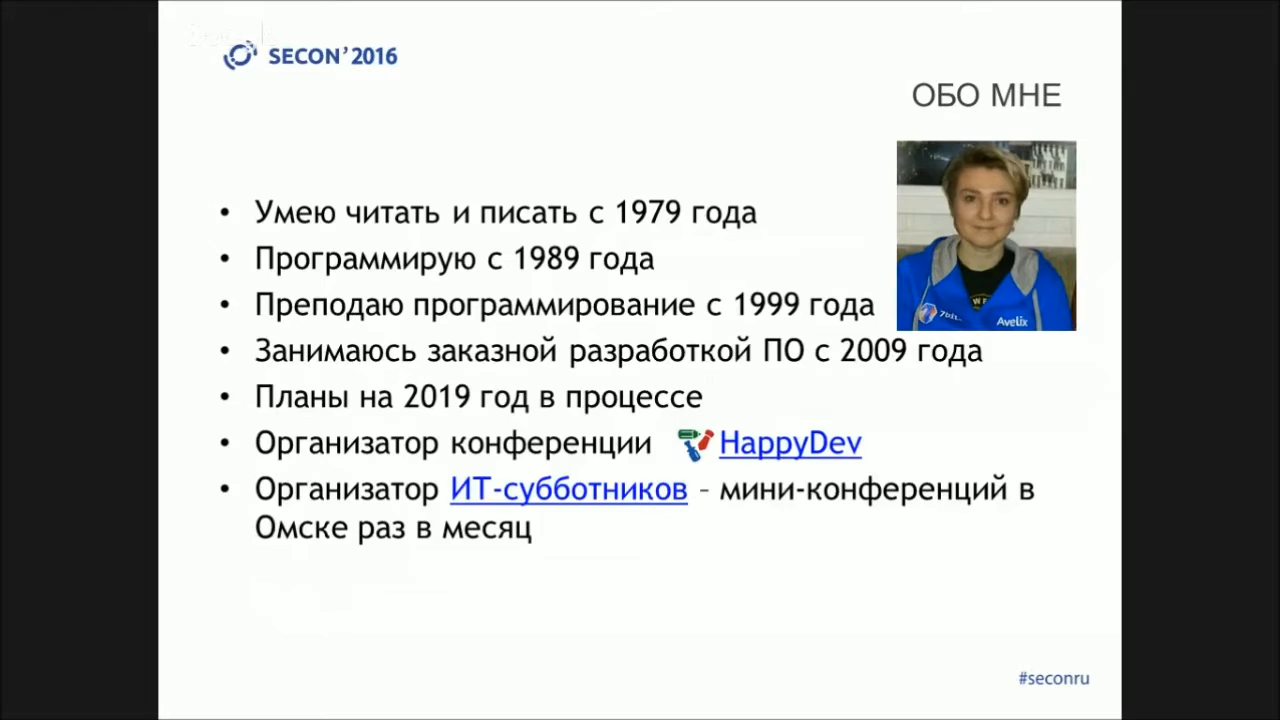 SECON’2016
ОБО МНЕ
• Умею читать и писать с 1979 года
• Программирую с 1989 года
• Преподаю программирование с 1999 года
• Занимаюсь заказной разработкой ПО с 2009 года
• Планы на 2019 год в процессе
• Организатор конференции HappyDev
• Организатор ИТ-субботников – мини-конференций в
Омске раз в месяц
7bit
Avelix
#seconru